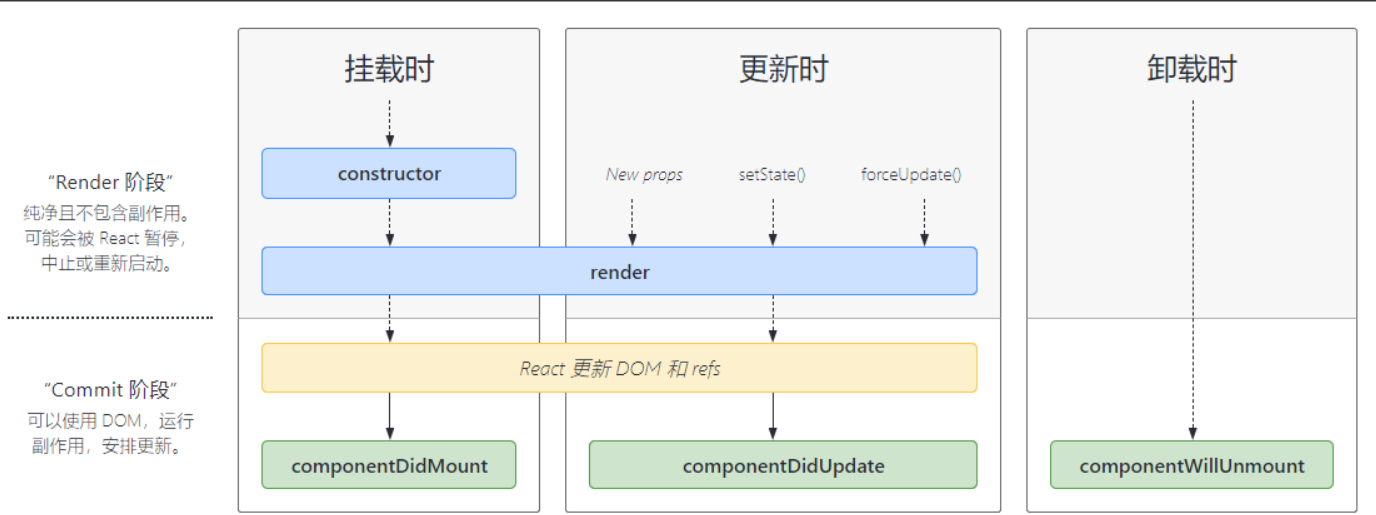 挂载时
更新时
卸载时
“Render 阶段”
纯净且不包含副作用。
可能会被 React 暂停，
中止或重新启动。
constructor
New props
setState()
forceUpdate()
render
“Commit 阶段”
可以使用 DOM，运行
副作用，安排更新。
React 更新 DOM 和 refs
componentDidMount
componentDidUpdate
componentWillUnmount